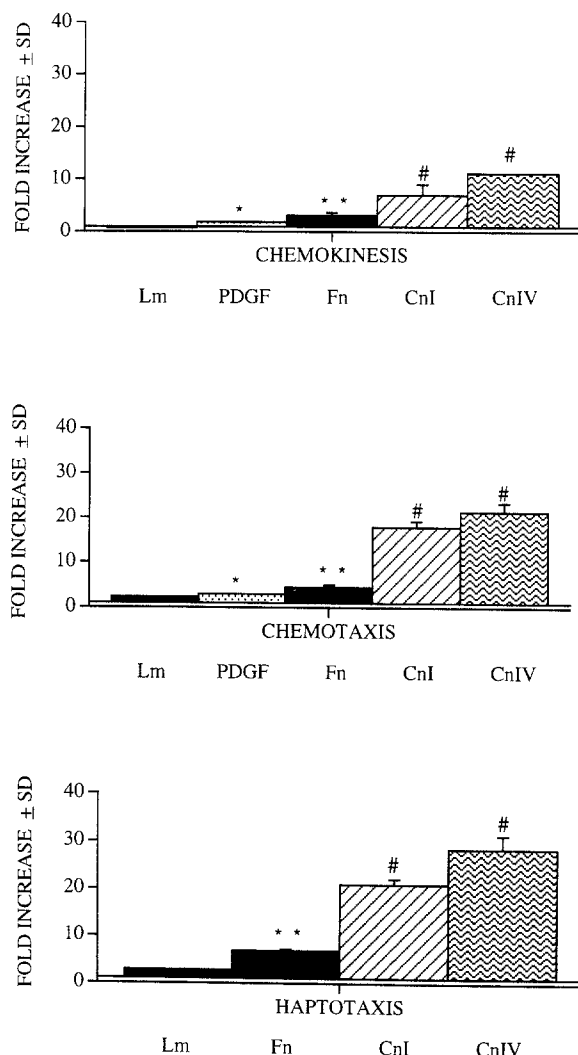 FOLD INCREASE ± SD
40
30
20
10
0
*
* *
#
#
CHEMOKINESIS
Lm PDGF Fn CnI CnIV
FOLD INCREASE ± SD
40
30
20
10
0
*
* *
#
#
CHEMOTAXIS
Lm PDGF Fn CnI CnIV
FOLD INCREASE ± SD
40
30
20
10
0
* *
#
#
HAPTOTAXIS
Lm Fn CnI CnIV